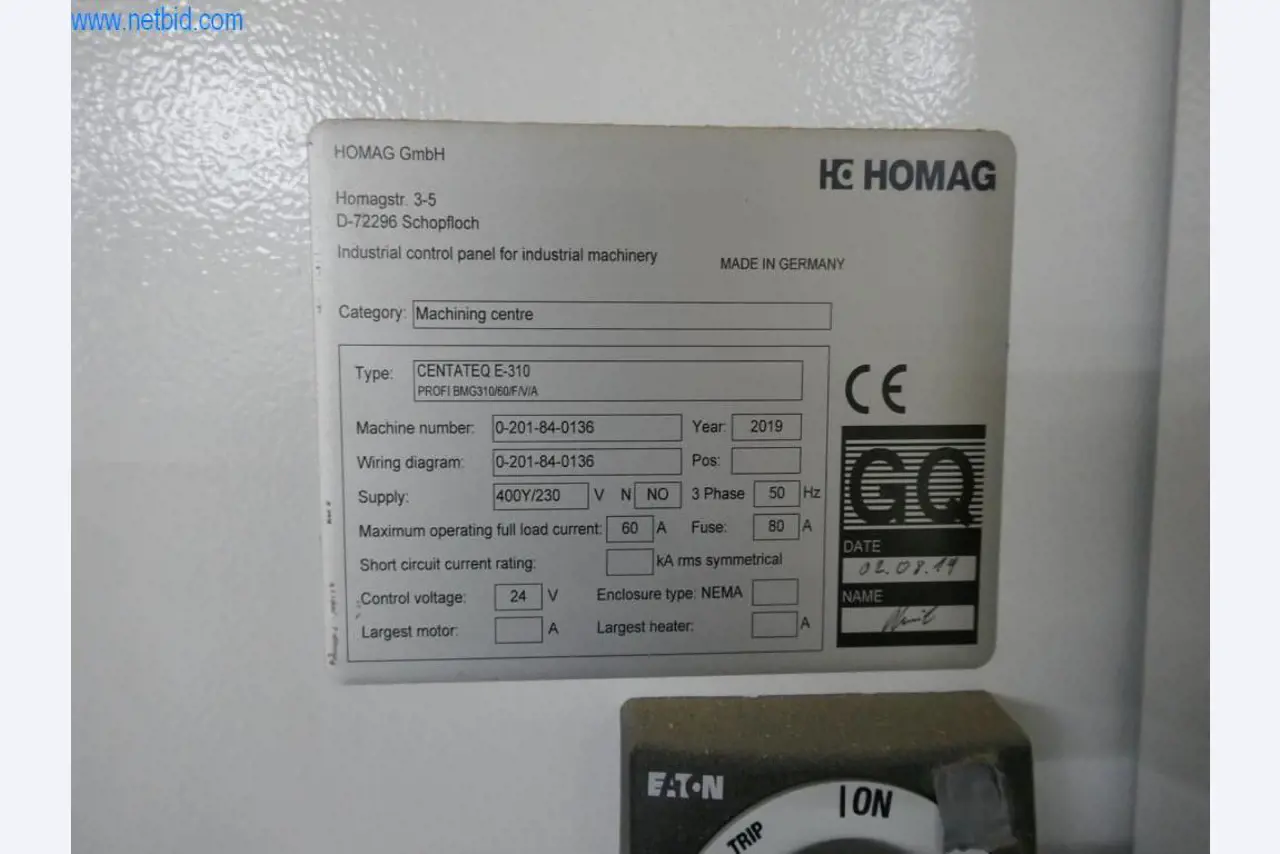 www.netbid.com
HOMAG GmbH
HOMAG
Homagstr. 3-5
D-72296 Schopfloch
Industrial control panel for industrial machinery
MADE IN GERMANY
Category: Machining centre
Type: CENTATEQ E-310
PROFI BMG310/60/F/V/A
CE
Machine number: 0-201-84-0136 Year: 2019
Wiring diagram: 0-201-84-0136 Pos:
Supply: 400Y/230 V N NO 3 Phase 50 Hz
Maximum operating full load current: 60 A Fuse: 80 A
Short circuit current rating: kA rms symmetrical
Control voltage: 24 V Enclosure type: NEMA
Largest motor: A Largest heater: A
GQ
DATE
02.08.19
NAME
EATON
I ON
TRIP